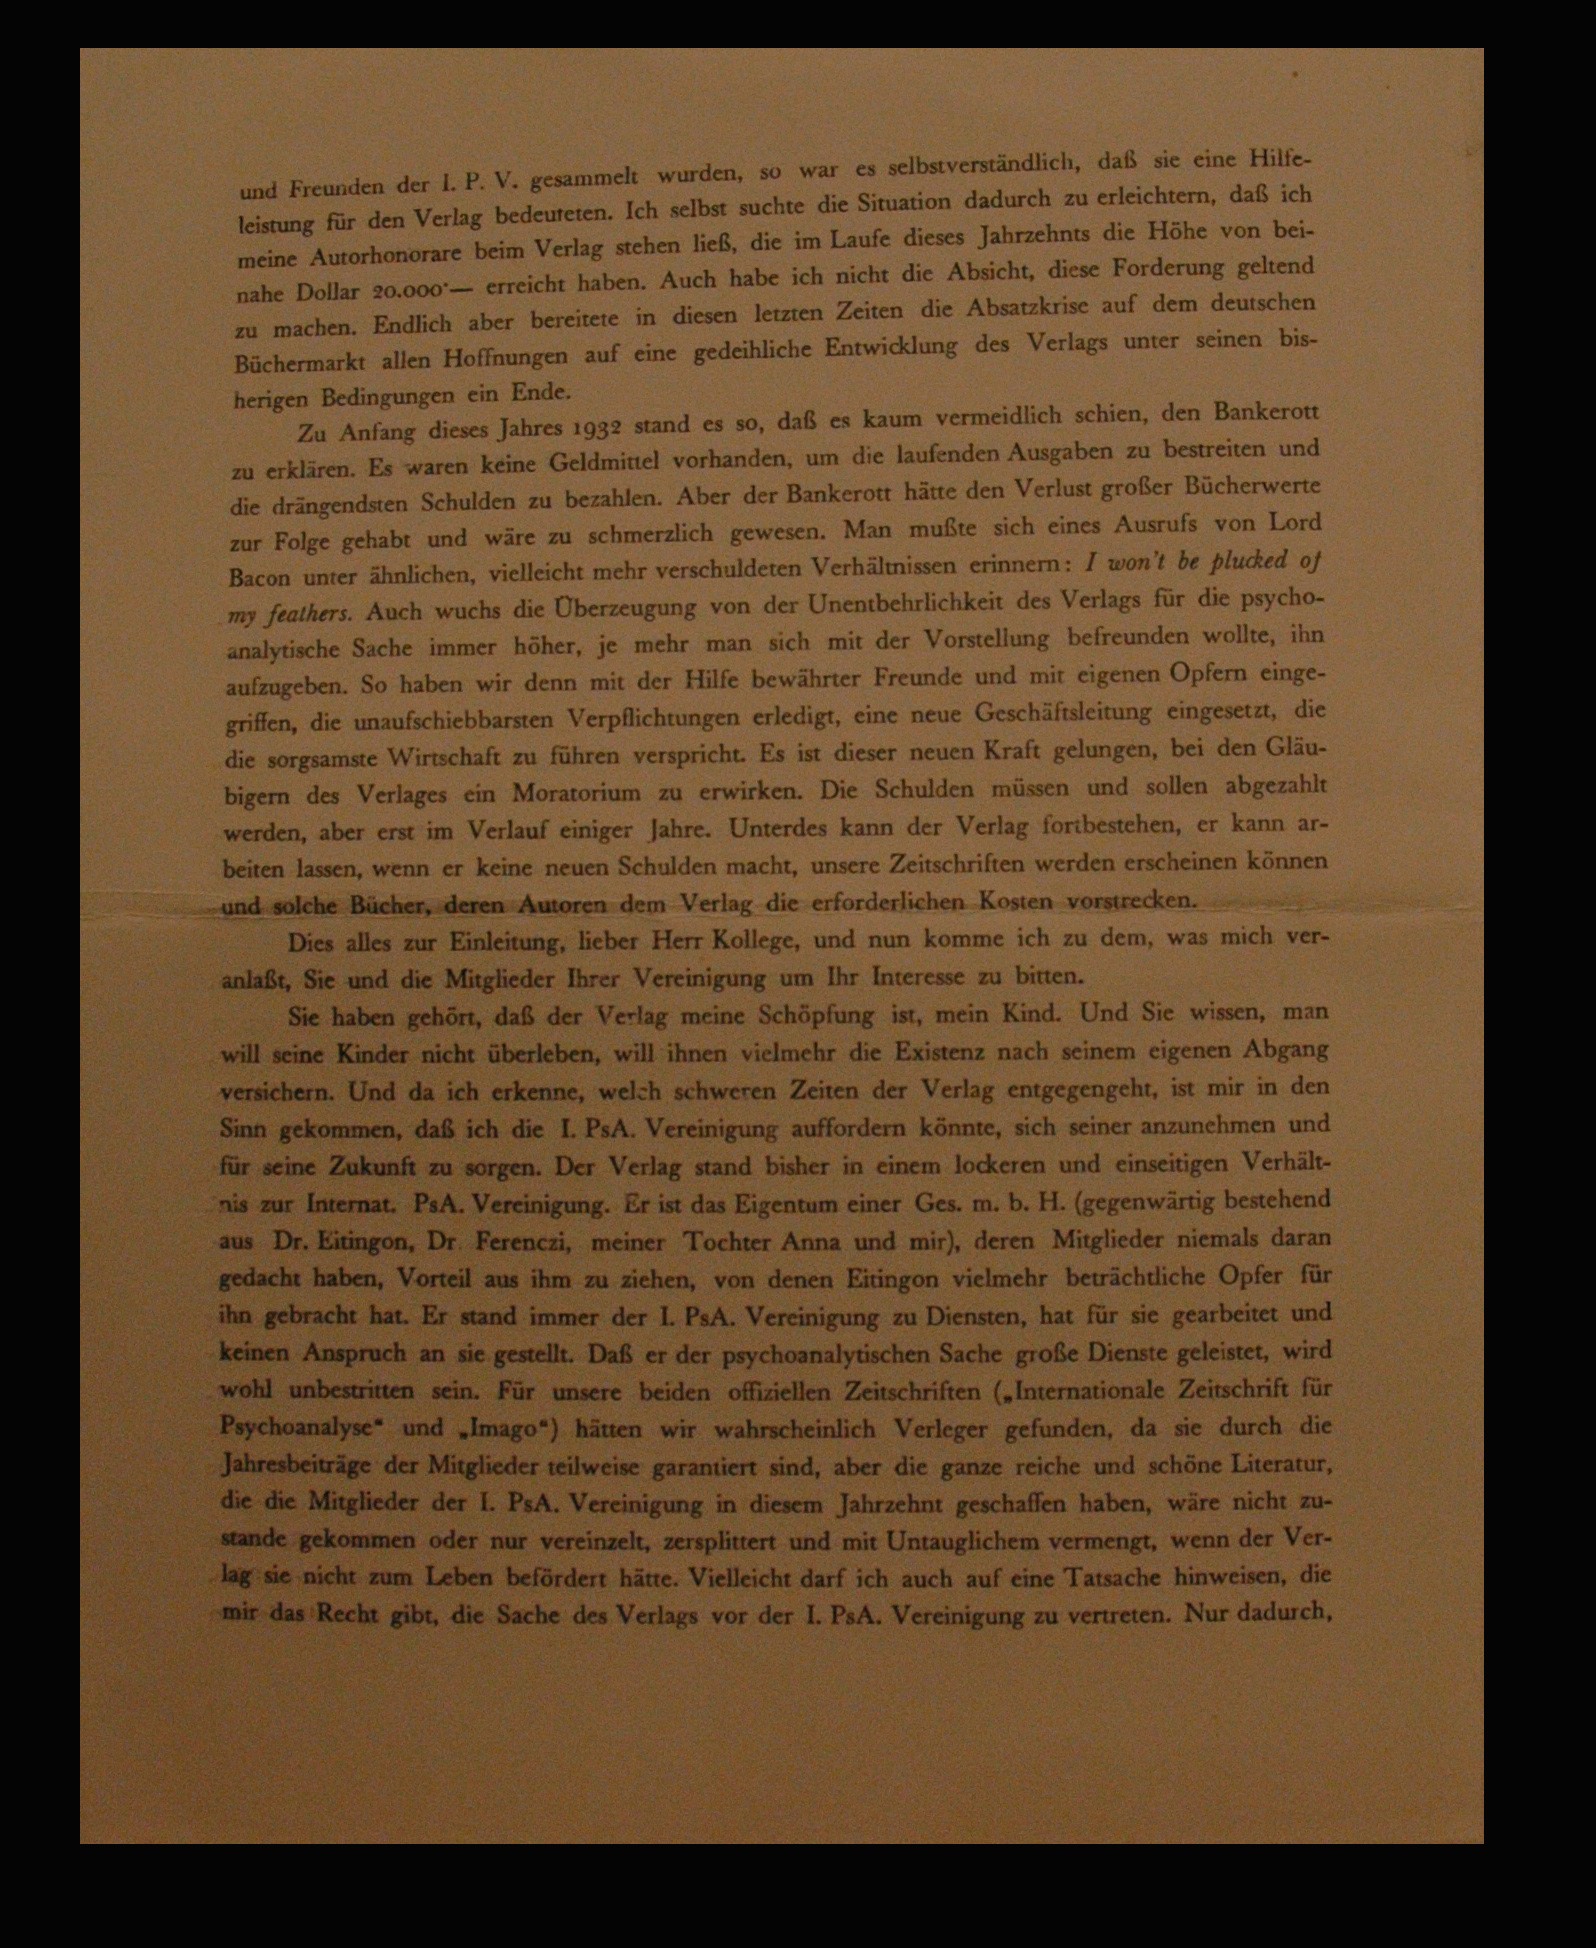 und Freunden der I. P. V. gesammelt wurden, so war es selbstverständlich, daß sie eine Hilfe-
leistung für den Verlag bedeuteten. Ich selbst suchte die Situation dadurch zu erleichtern, daß ich
meine Autorhonorare beim Verlag stehen ließ, die im Laufe dieses Jahrzehnts die Höhe von bei-
nahe Dollar 20.000·— erreicht haben. Auch habe ich nicht die Absicht, diese Forderung geltend
zu machen. Endlich aber bereitete in diesen letzten Zeiten die Absatzkrise auf dem deutschen
Büchermarkt allen Hoffnungen auf eine gedeihliche Entwicklung des Verlags unter seinen bis-
herigen Bedingungen ein Ende.
Zu Anfang dieses Jahres 1932 stand es so, daß es kaum vermeidlich schien, den Bankerott
zu erklären. Es waren keine Geldmittel vorhanden, um die laufenden Ausgaben zu bestreiten und
die drängendsten Schulden zu bezahlen. Aber der Bankerott hätte den Verlust großer Bücherwerte
zur Folge gehabt und wäre zu schmerzlich gewesen. Man mußte sich eines Ausrufs von Lord
Bacon unter ähnlichen, vielleicht mehr verschuldeten Verhältnissen erinnern: I won't be plucked of
my feathers. Auch wuchs die Überzeugung von der Unentbehrlichkeit des Verlags für die psycho-
analytische Sache immer höher, je mehr man sich mit der Vorstellung befreunden wollte, ihn
aufzugeben. So haben wir denn mit der Hilfe bewährter Freunde und mit eigenen Opfern einge-
griffen, die unaufschiebbarsten Verpflichtungen erledigt, eine neue Geschäftsleitung eingesetzt, die
die sorgsamste Wirtschaft zu führen verspricht. Es ist dieser neuen Kraft gelungen, bei den Gläu-
bigern des Verlages ein Moratorium zu erwirken. Die Schulden müssen und sollen abgezahlt
werden, aber erst im Verlauf einiger Jahre. Unterdes kann der Verlag fortbestehen, er kann ar-
beiten lassen, wenn er keine neuen Schulden macht, unsere Zeitschriften werden erscheinen können
und solche Bücher, deren Autoren dem Verlag die erforderlichen Kosten vorstrecken.
Dies alles zur Einleitung, lieber Herr Kollege, und nun komme ich zu dem, was mich ver-
anlaßt, Sie und die Mitglieder Ihrer Vereinigung um Ihr Interesse zu bitten.
Sie haben gehört, daß der Verlag meine Schöpfung ist, mein Kind. Und Sie wissen, man
will seine Kinder nicht überleben, will ihnen vielmehr die Existenz nach seinem eigenen Abgang
versichern. Und da ich erkenne, welch schweren Zeiten der Verlag entgegengeht, ist mir in den
Sinn gekommen, daß ich die I. PsA. Vereinigung auffordern könnte, sich seiner anzunehmen und
für seine Zukunft zu sorgen. Der Verlag stand bisher in einem lockeren und einseitigen Verhält-
nis zur Internat. PsA. Vereinigung. Er ist das Eigentum einer Ges. m. b. H. (gegenwärtig bestehend
aus Dr. Eitingon, Dr. Ferenczi, meiner Tochter Anna und mir), deren Mitglieder niemals daran
gedacht haben, Vorteil aus ihm zu ziehen, von denen Eitingon vielmehr beträchtliche Opfer für
ihn gebracht hat. Er stand immer der I. PsA. Vereinigung zu Diensten, hat für sie gearbeitet und
keinen Anspruch an sie gestellt. Daß er der psychoanalytischen Sache große Dienste geleistet, wird
wohl unbestritten sein. Für unsere beiden offiziellen Zeitschriften („Internationale Zeitschrift für
Psychoanalyse“ und „Imago“) hätten wir wahrscheinlich Verleger gefunden, da sie durch die
Jahresbeiträge der Mitglieder teilweise garantiert sind, aber die ganze reiche und schöne Literatur,
die die Mitglieder der I. PsA. Vereinigung in diesem Jahrzehnt geschaffen haben, wäre nicht zu-
stande gekommen oder nur vereinzelt, zersplittert und mit Untauglichem vermengt, wenn der Ver-
lag sie nicht zum Leben befördert hätte. Vielleicht darf ich auch auf eine Tatsache hinweisen, die
mir das Recht gibt, die Sache des Verlags vor der I. PsA. Vereinigung zu vertreten. Nur dadurch,